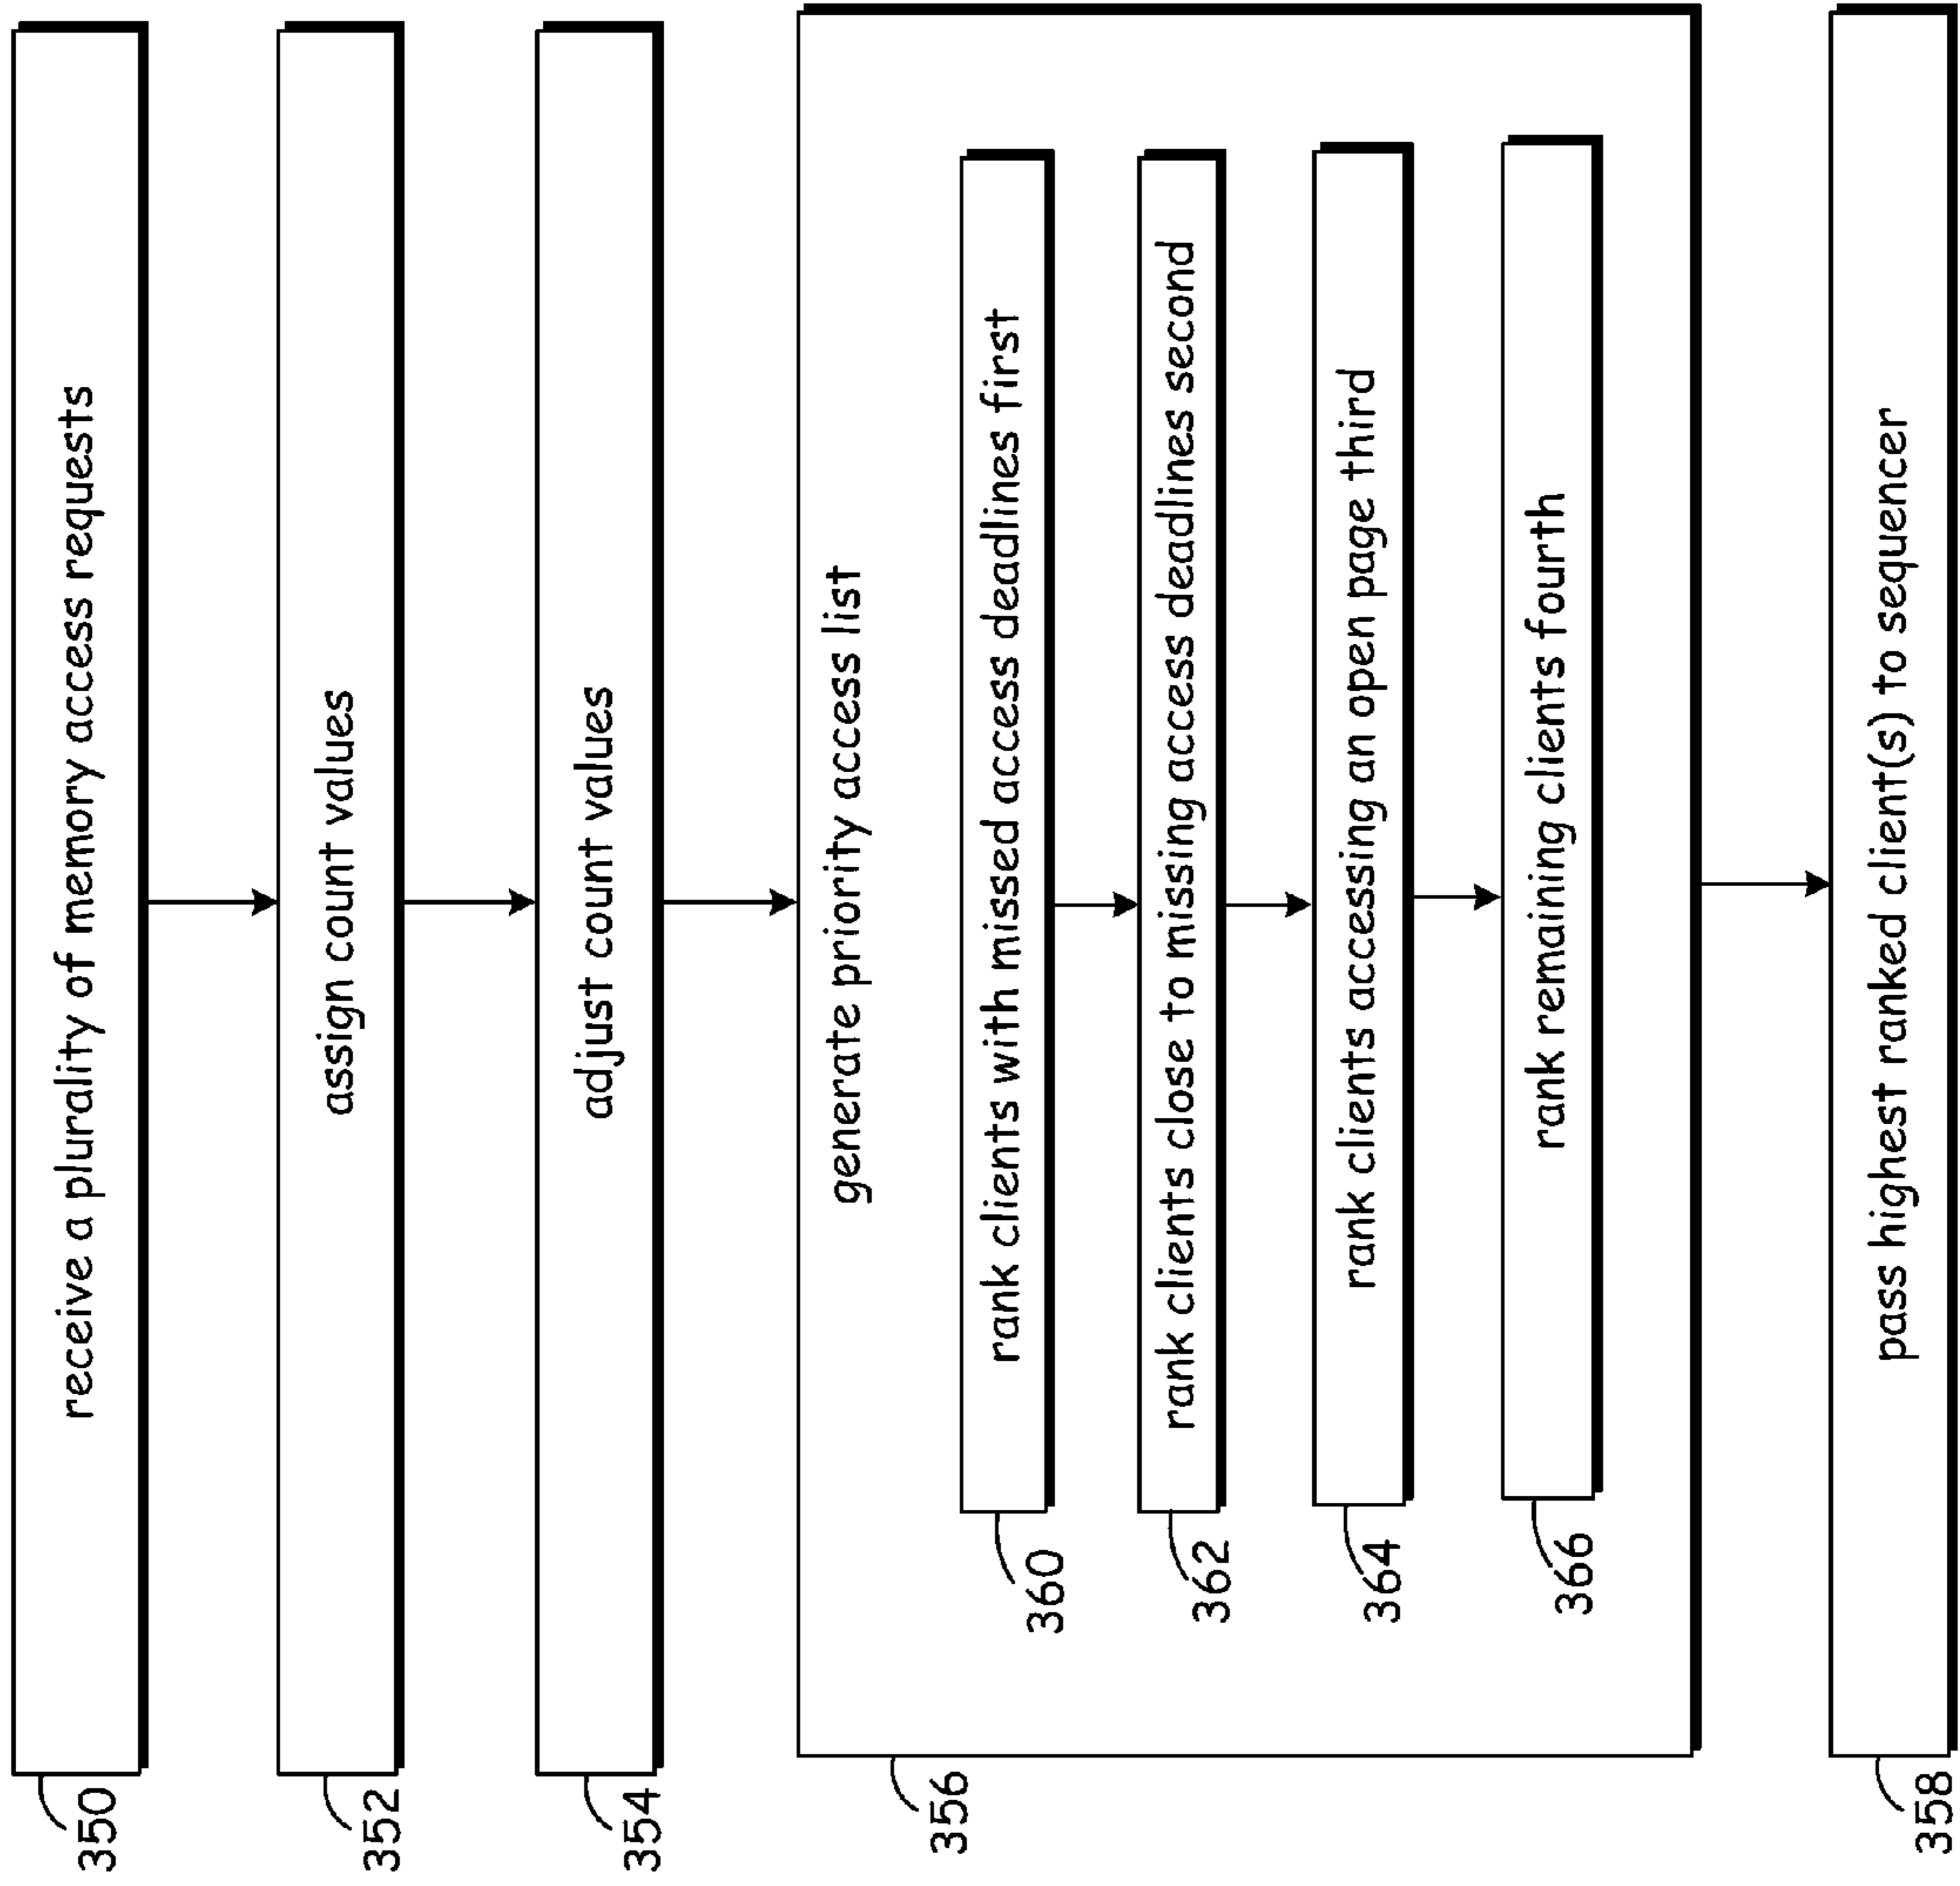 receive a plurality of memory access requests
350
assign count values
352
adjust count values
354
generate priority access list
356
rank clients with missed access deadlines first
360
rank clients close to missing access deadlines second
362
rank clients accessing an open page third
364
rank remaining clients fourth
366
pass highest ranked client(s) to sequencer
358